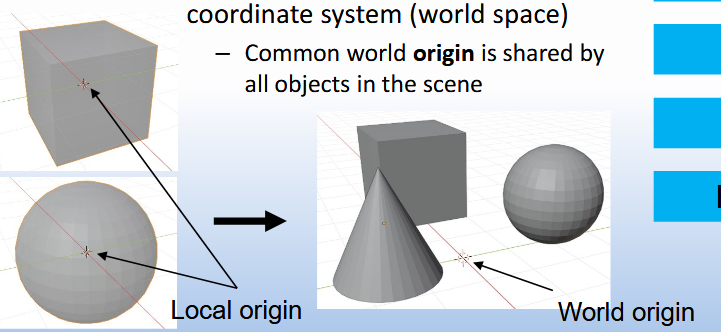 coordinate system (world space)
– Common world origin is shared by
all objects in the scene
Local origin
World origin